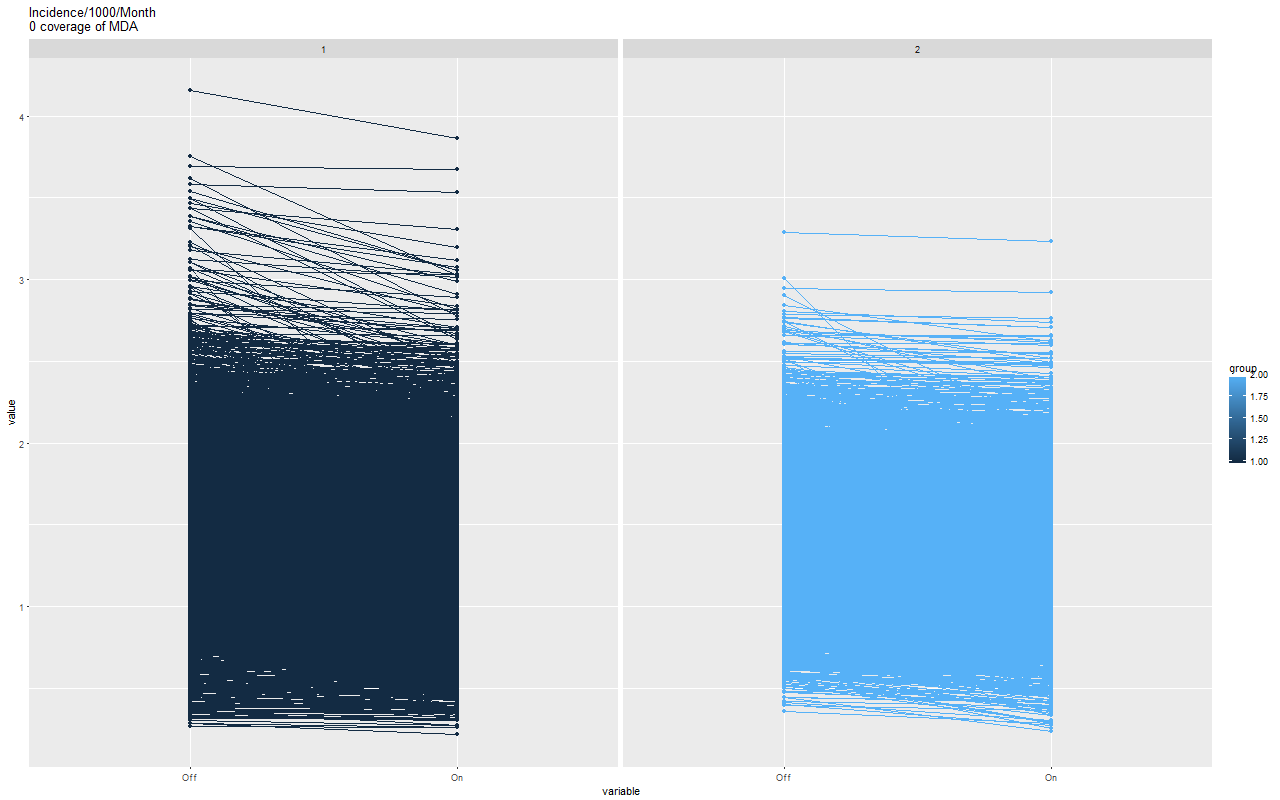 Incidence/1000/Month
0 coverage of MDA
1
2
4
3
2
1
value
Off
On
Off
On
variable
group
2.00
1.75
1.50
1.25
1.00